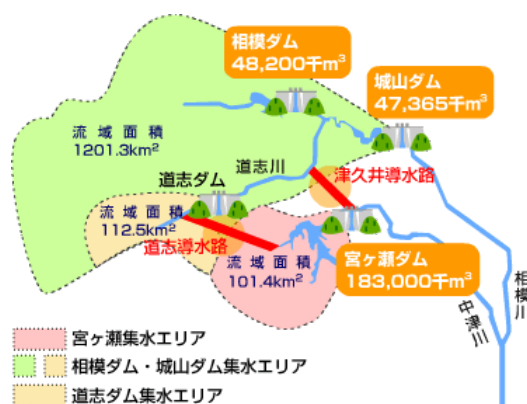 相模ダム
48,200千m³
城山ダム
47,365千m³
流域面積
1201.3km²
道志川
津久井導水路
道志ダム
流域面積
112.5km²
道志導水路
流域面積
101.4km²
宮ヶ瀬ダム
183,000千m³
相模川
中津川
宮ヶ瀬集水エリア
相模ダム・城山ダム集水エリア
道志ダム集水エリア